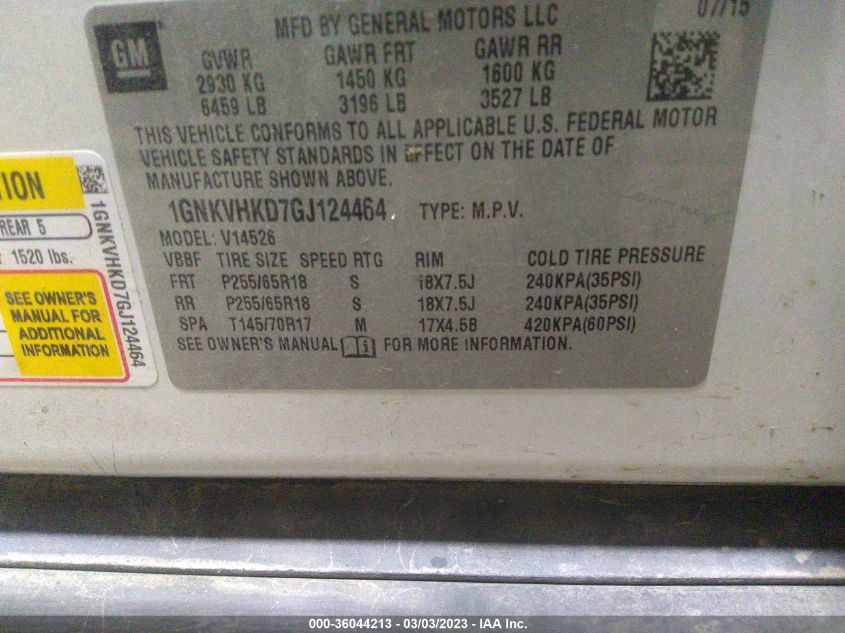 MFD BY GENERAL MOTORS LLC 07/15
GM
GVWR GAWR FRT GAWR RR
2930 KG 1450 KG 1600 KG
6459 LB 3196 LB 3527 LB
THIS VEHICLE CONFORMS TO ALL APPLICABLE U.S. FEDERAL MOTOR
VEHICLE SAFETY STANDARDS IN EFFECT ON THE DATE OF
MANUFACTURE SHOWN ABOVE.
1GNKVHKD7GJ124464 TYPE: M.P.V.
MODEL: V14526
VBBF TIRE SIZE SPEED RTG RIM COLD TIRE PRESSURE
FRT P255/65R18 S 18X7.5J 240KPA(35PSI)
RR P255/65R18 S 18X7.5J 240KPA(35PSI)
SPA T145/70R17 M 17X4.5B 420KPA(60PSI)
SEE OWNER'S MANUAL FOR MORE INFORMATION.
REAR 5
1520 lbs.
SEE OWNER'S
MANUAL FOR
ADDITIONAL
INFORMATION
1GNKVHKD7GJ124464
000-36044213 - 03/03/2023 - IAA Inc.